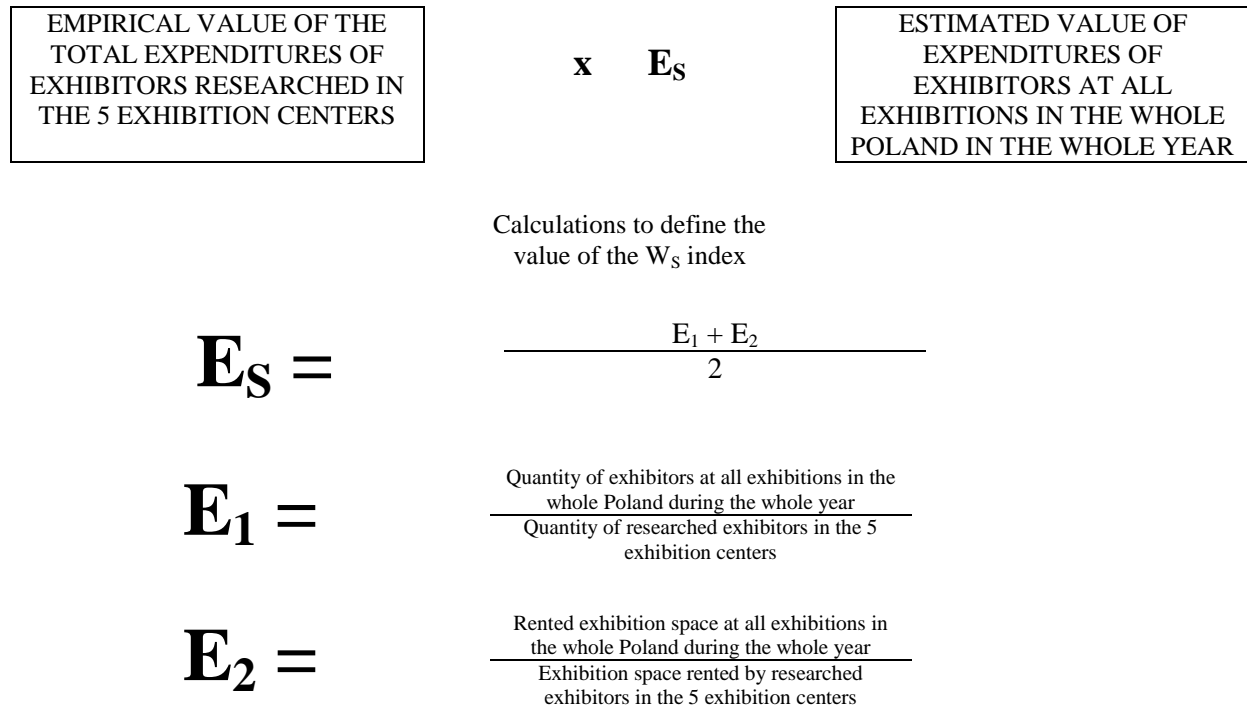 EMPIRICAL VALUE OF THE
TOTAL EXPENDITURES OF
EXHIBITORS RESEARCHED IN
THE 5 EXHIBITION CENTERS
x E_S
ESTIMATED VALUE OF
EXPENDITURES OF
EXHIBITORS AT ALL
EXHIBITIONS IN THE WHOLE
POLAND IN THE WHOLE YEAR
Calculations to define the
value of the W_S index
E_S =
E_1 + E_2
2
E_1 =
Quantity of exhibitors at all exhibitions in the
whole Poland during the whole year
Quantity of researched exhibitors in the 5
exhibition centers
E_2 =
Rented exhibition space at all exhibitions in
the whole Poland during the whole year
Exhibition space rented by researched
exhibitors in the 5 exhibition centers